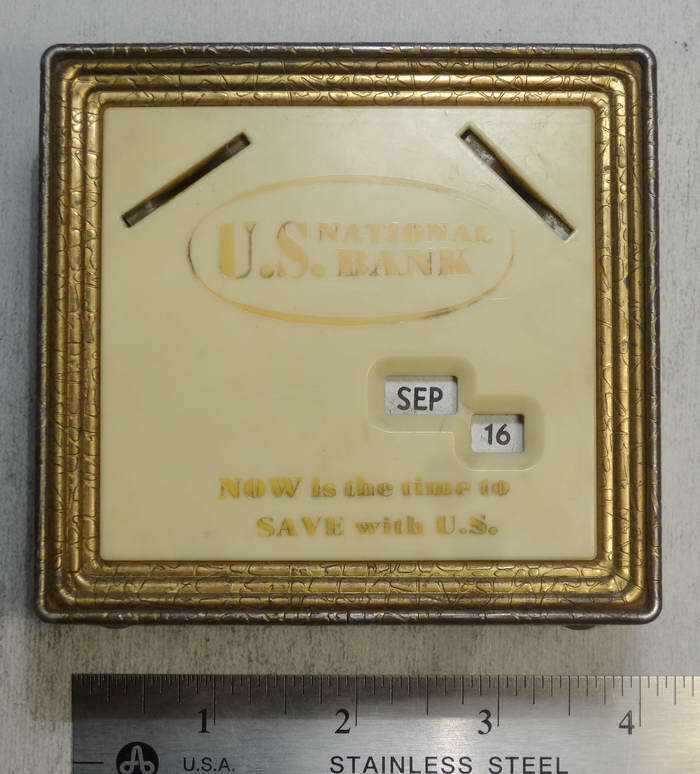 U.S. NATIONAL
BANK
SEP
16
NOW is the time to
SAVE with U.S.
1 2 3 4
U.S.A. STAINLESS STEEL